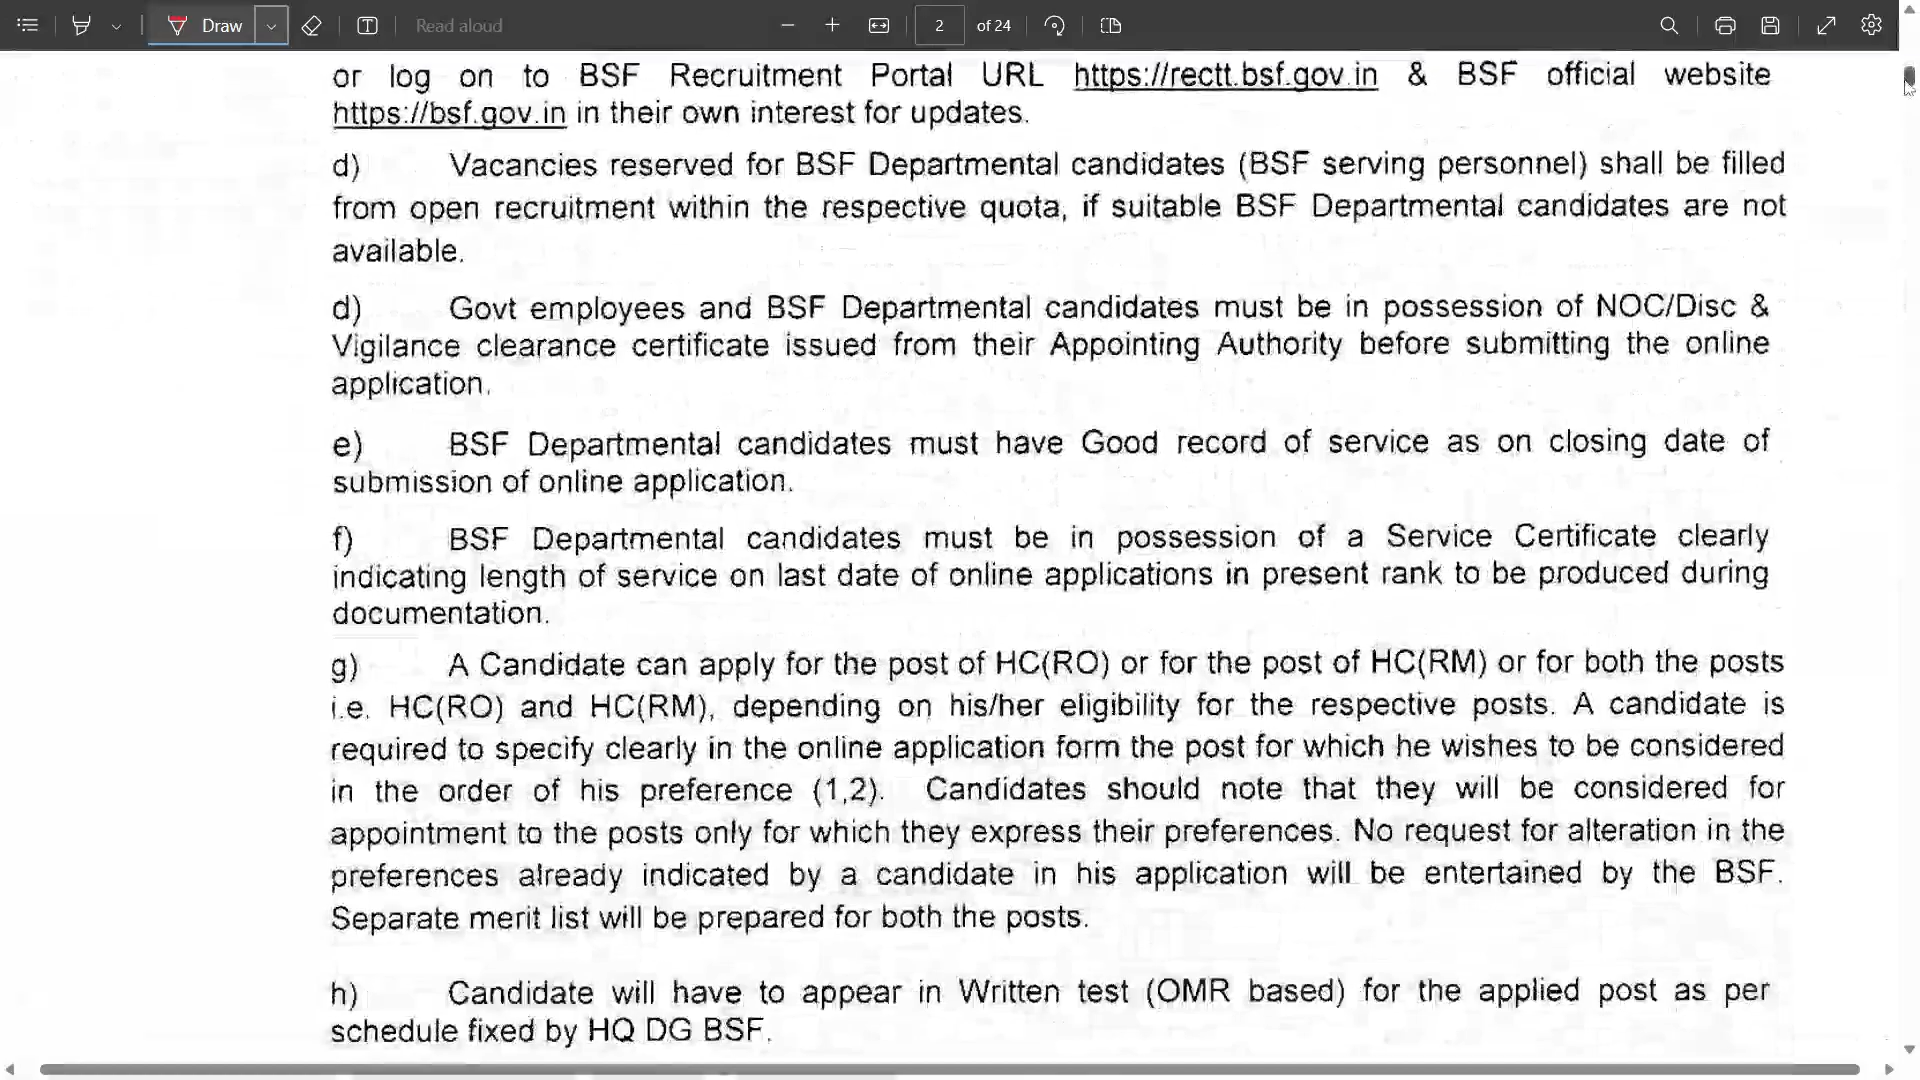 Draw
Read aloud
2
of 24
or log on to BSF Recruitment Portal URL https://rectt.bsf.gov.in & BSF official website
https://bsf.gov.in in their own interest for updates.
d) Vacancies reserved for BSF Departmental candidates (BSF serving personnel) shall be filled
from open recruitment within the respective quota, if suitable BSF Departmental candidates are not
available.
d) Govt employees and BSF Departmental candidates must be in possession of NOC/Disc &
Vigilance clearance certificate issued from their Appointing Authority before submitting the online
application.
e) BSF Departmental candidates must have Good record of service as on closing date of
submission of online application.
f) BSF Departmental candidates must be in possession of a Service Certificate clearly
indicating length of service on last date of online applications in present rank to be produced during
documentation.
g) A Candidate can apply for the post of HC(RO) or for the post of HC(RM) or for both the posts
i.e. HC(RO) and HC(RM), depending on his/her eligibility for the respective posts. A candidate is
required to specify clearly in the online application form the post for which he wishes to be considered
in the order of his preference (1,2). Candidates should note that they will be considered for
appointment to the posts only for which they express their preferences. No request for alteration in the
preferences already indicated by a candidate in his application will be entertained by the BSF.
Separate merit list will be prepared for both the posts.
h) Candidate will have to appear in Written test (OMR based) for the applied post as per
schedule fixed by HQ DG BSF.